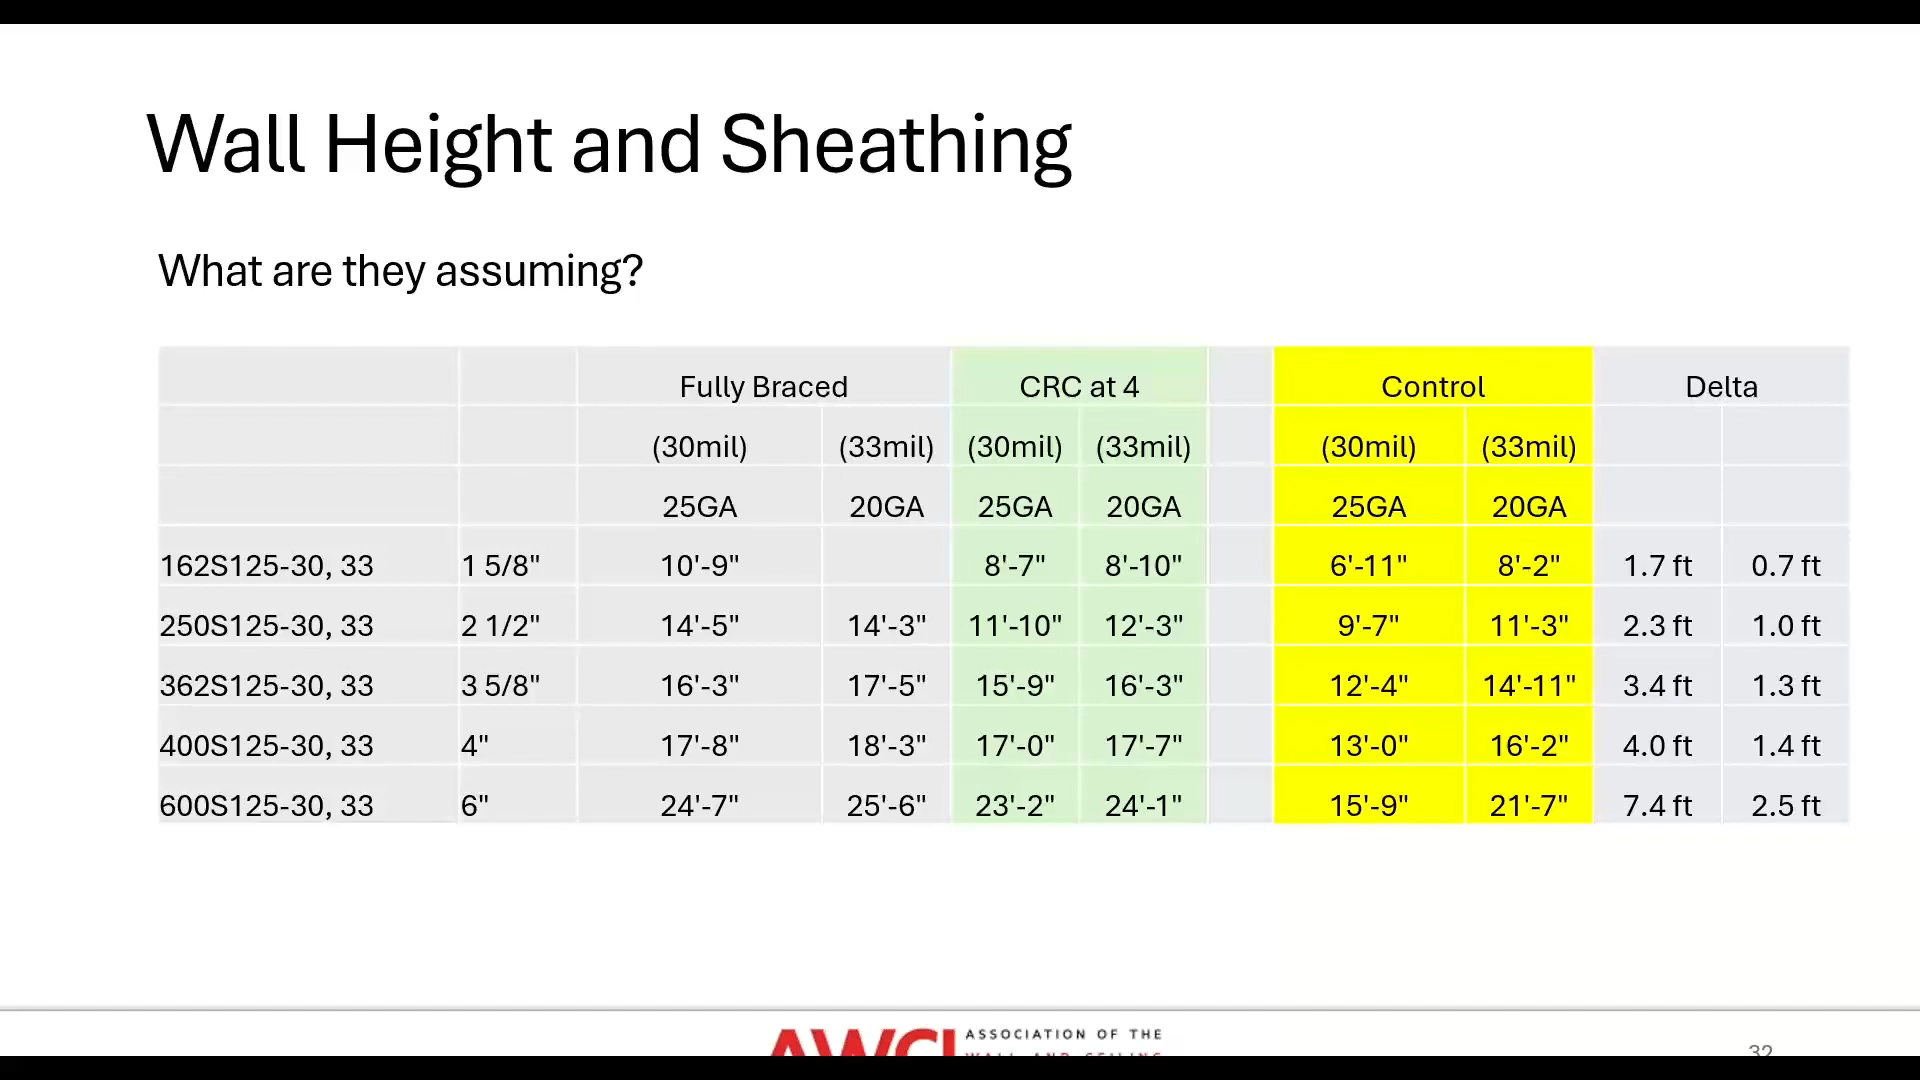 Wall Height and Sheathing
What are they assuming?
Fully Braced CRC at 4 Control Delta
(30mil) (33mil) (30mil) (33mil) (30mil) (33mil)
25GA 20GA 25GA 20GA 25GA 20GA
162S125-30, 33 1 5/8" 10'-9" 8'-7" 8'-10" 6'-11" 8'-2" 1.7 ft 0.7 ft
250S125-30, 33 2 1/2" 14'-5" 14'-3" 11'-10" 12'-3" 9'-7" 11'-3" 2.3 ft 1.0 ft
362S125-30, 33 3 5/8" 16'-3" 17'-5" 15'-9" 16'-3" 12'-4" 14'-11" 3.4 ft 1.3 ft
400S125-30, 33 4" 17'-8" 18'-3" 17'-0" 17'-7" 13'-0" 16'-2" 4.0 ft 1.4 ft
600S125-30, 33 6" 24'-7" 25'-6" 23'-2" 24'-1" 15'-9" 21'-7" 7.4 ft 2.5 ft
AWCI ASSOCIATION OF THE
WALL AND CEILING
32